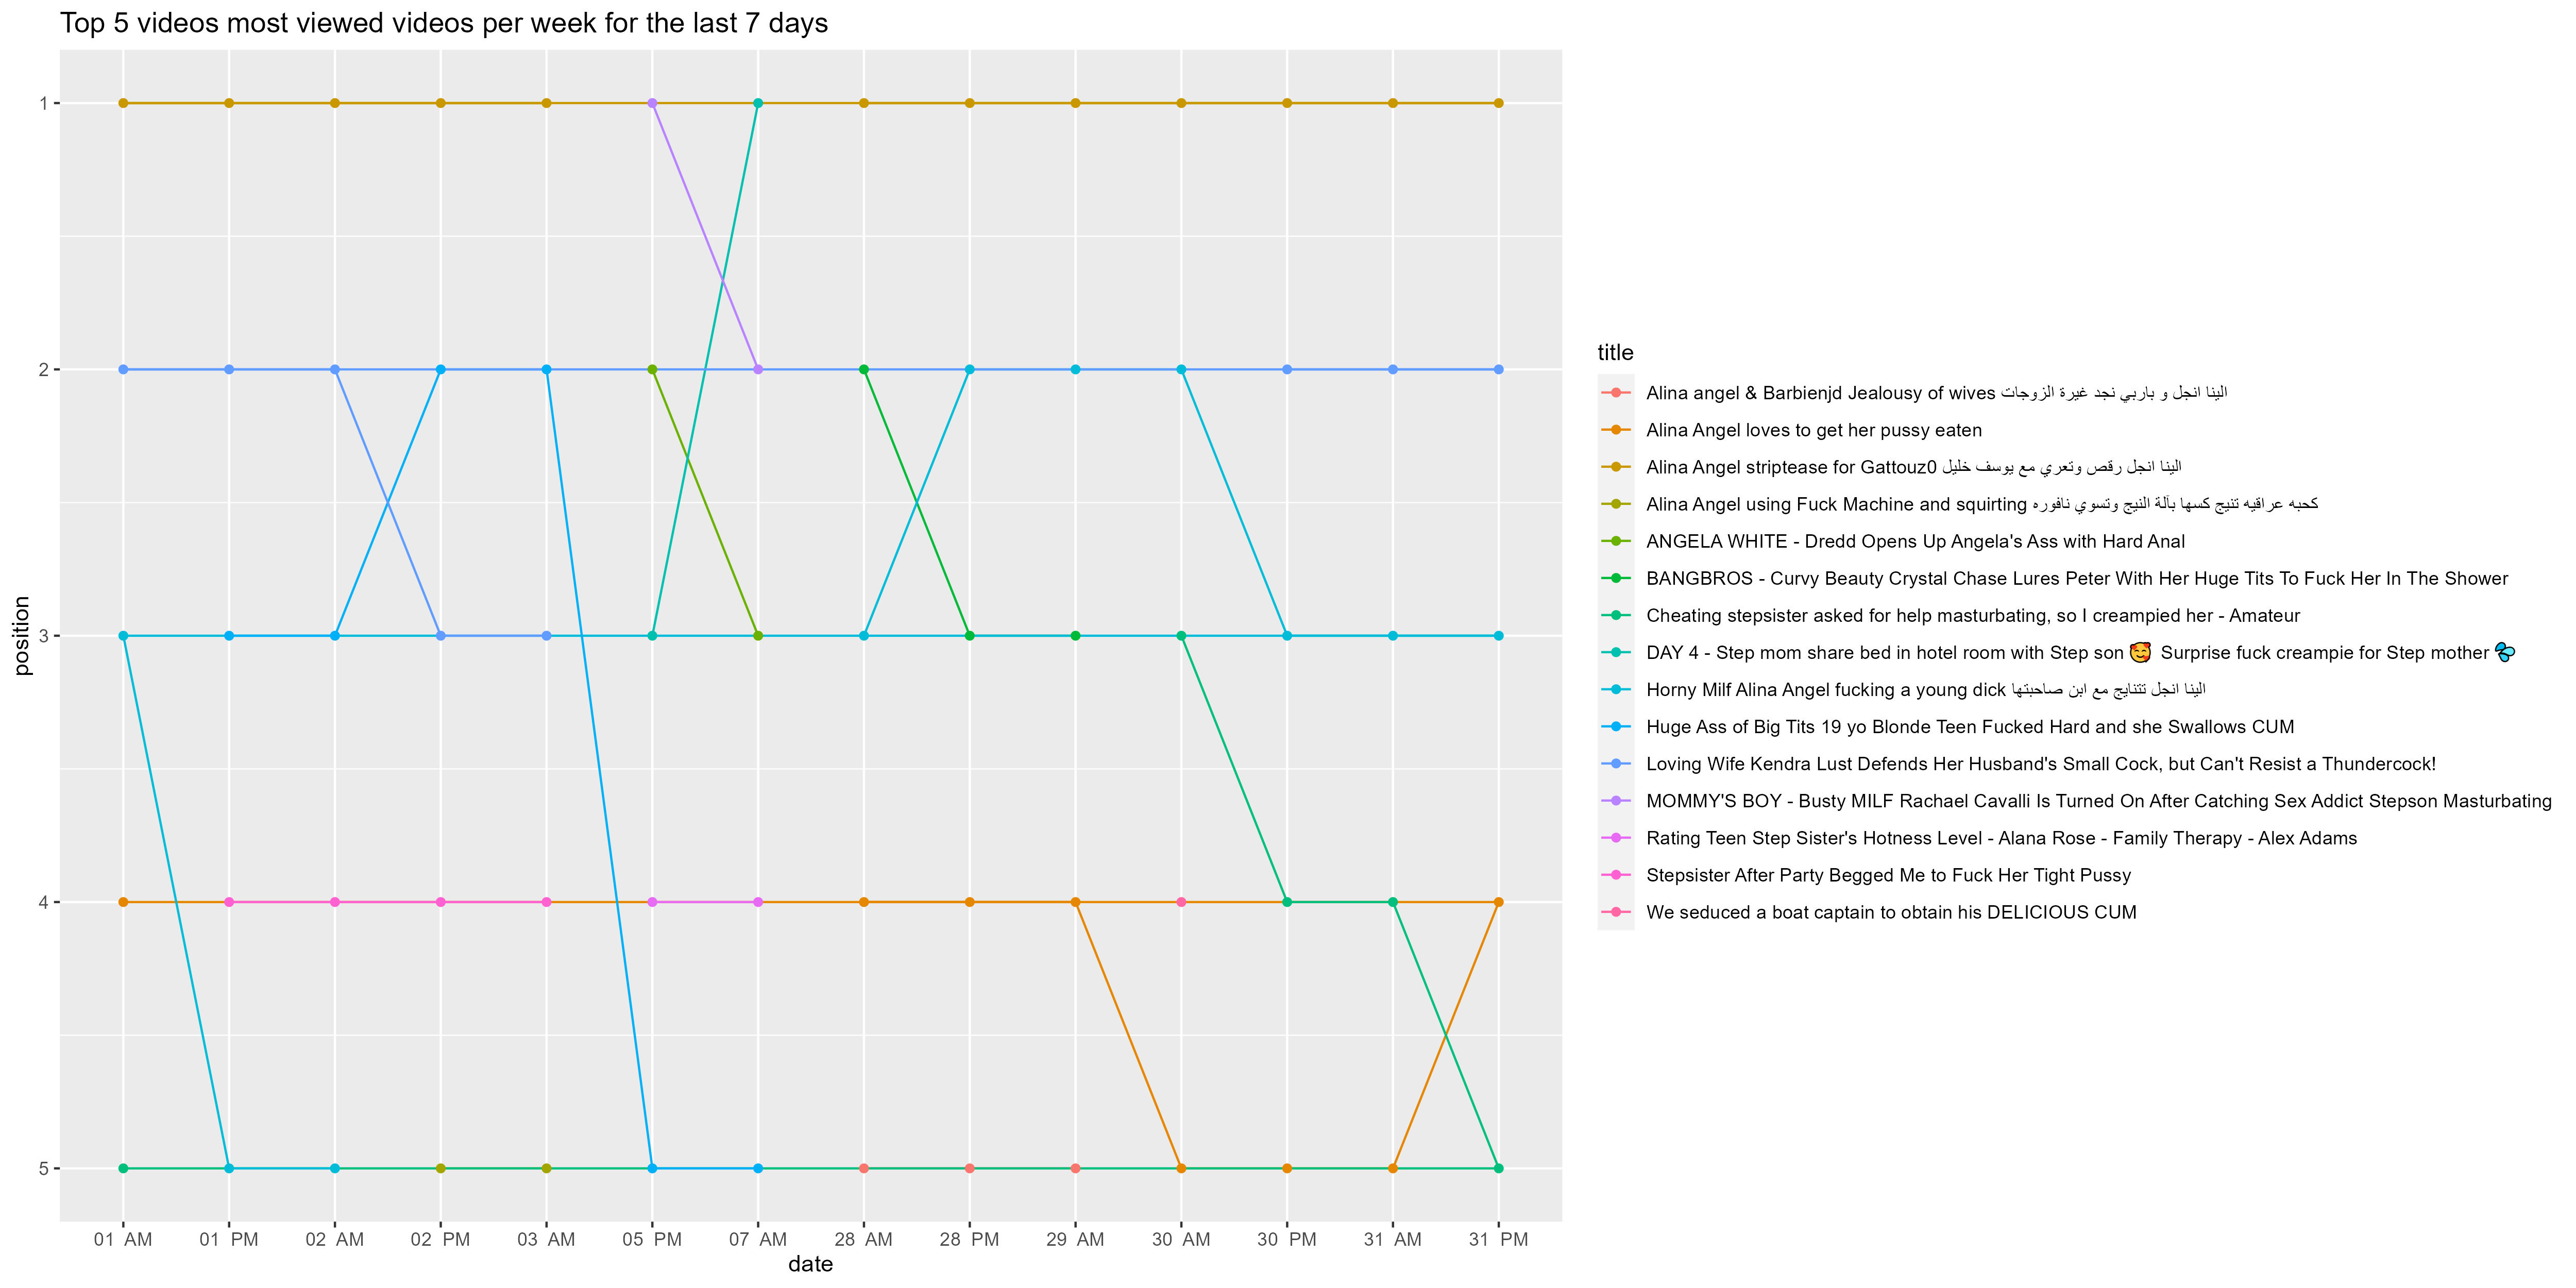 Top 5 videos most viewed videos per week for the last 7 days
position
1
2
3
4
5
01 AM
01 PM
02 AM
02 PM
03 AM
05 PM
07 AM
28 AM
28 PM
29 AM
30 AM
30 PM
31 AM
31 PM
date
title
Alina angel & Barbienjd Jealousy of wives الينا انجل و باربي نجد غيرة الزوجات
Alina Angel loves to get her pussy eaten
Alina Angel striptease for Gattouz0 الينا انجل رقص وتعري مع يوسف خليل
Alina Angel using Fuck Machine and squirting كحبه عراقيه تنيج كسها بآلة النيج وتسوي نافوره
ANGELA WHITE - Dredd Opens Up Angela's Ass with Hard Anal
BANGBROS - Curvy Beauty Crystal Chase Lures Peter With Her Huge Tits To Fuck Her In The Shower
Cheating stepsister asked for help masturbating, so I creampied her - Amateur
DAY 4 - Step mom share bed in hotel room with Step son 🥰 Surprise fuck creampie for Step mother 💦
Horny Milf Alina Angel fucking a young dick الينا انجل تتنايج مع ابن صاحبتها
Huge Ass of Big Tits 19 yo Blonde Teen Fucked Hard and she Swallows CUM
Loving Wife Kendra Lust Defends Her Husband's Small Cock, but Can't Resist a Thundercock!
MOMMY'S BOY - Busty MILF Rachael Cavalli Is Turned On After Catching Sex Addict Stepson Masturbating
Rating Teen Step Sister's Hotness Level - Alana Rose - Family Therapy - Alex Adams
Stepsister After Party Begged Me to Fuck Her Tight Pussy
We seduced a boat captain to obtain his DELICIOUS CUM